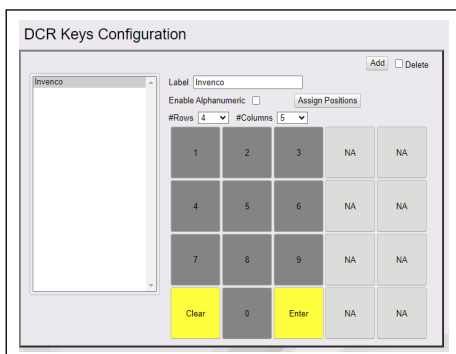 DCR Keys Configuration
Add Delete
Invenco
Label Invenco
Enable Alphanumeric Assign Positions
#Rows 4 #Columns 5
1 2 3 NA NA
4 5 6 NA NA
7 8 9 NA NA
Clear 0 Enter NA NA